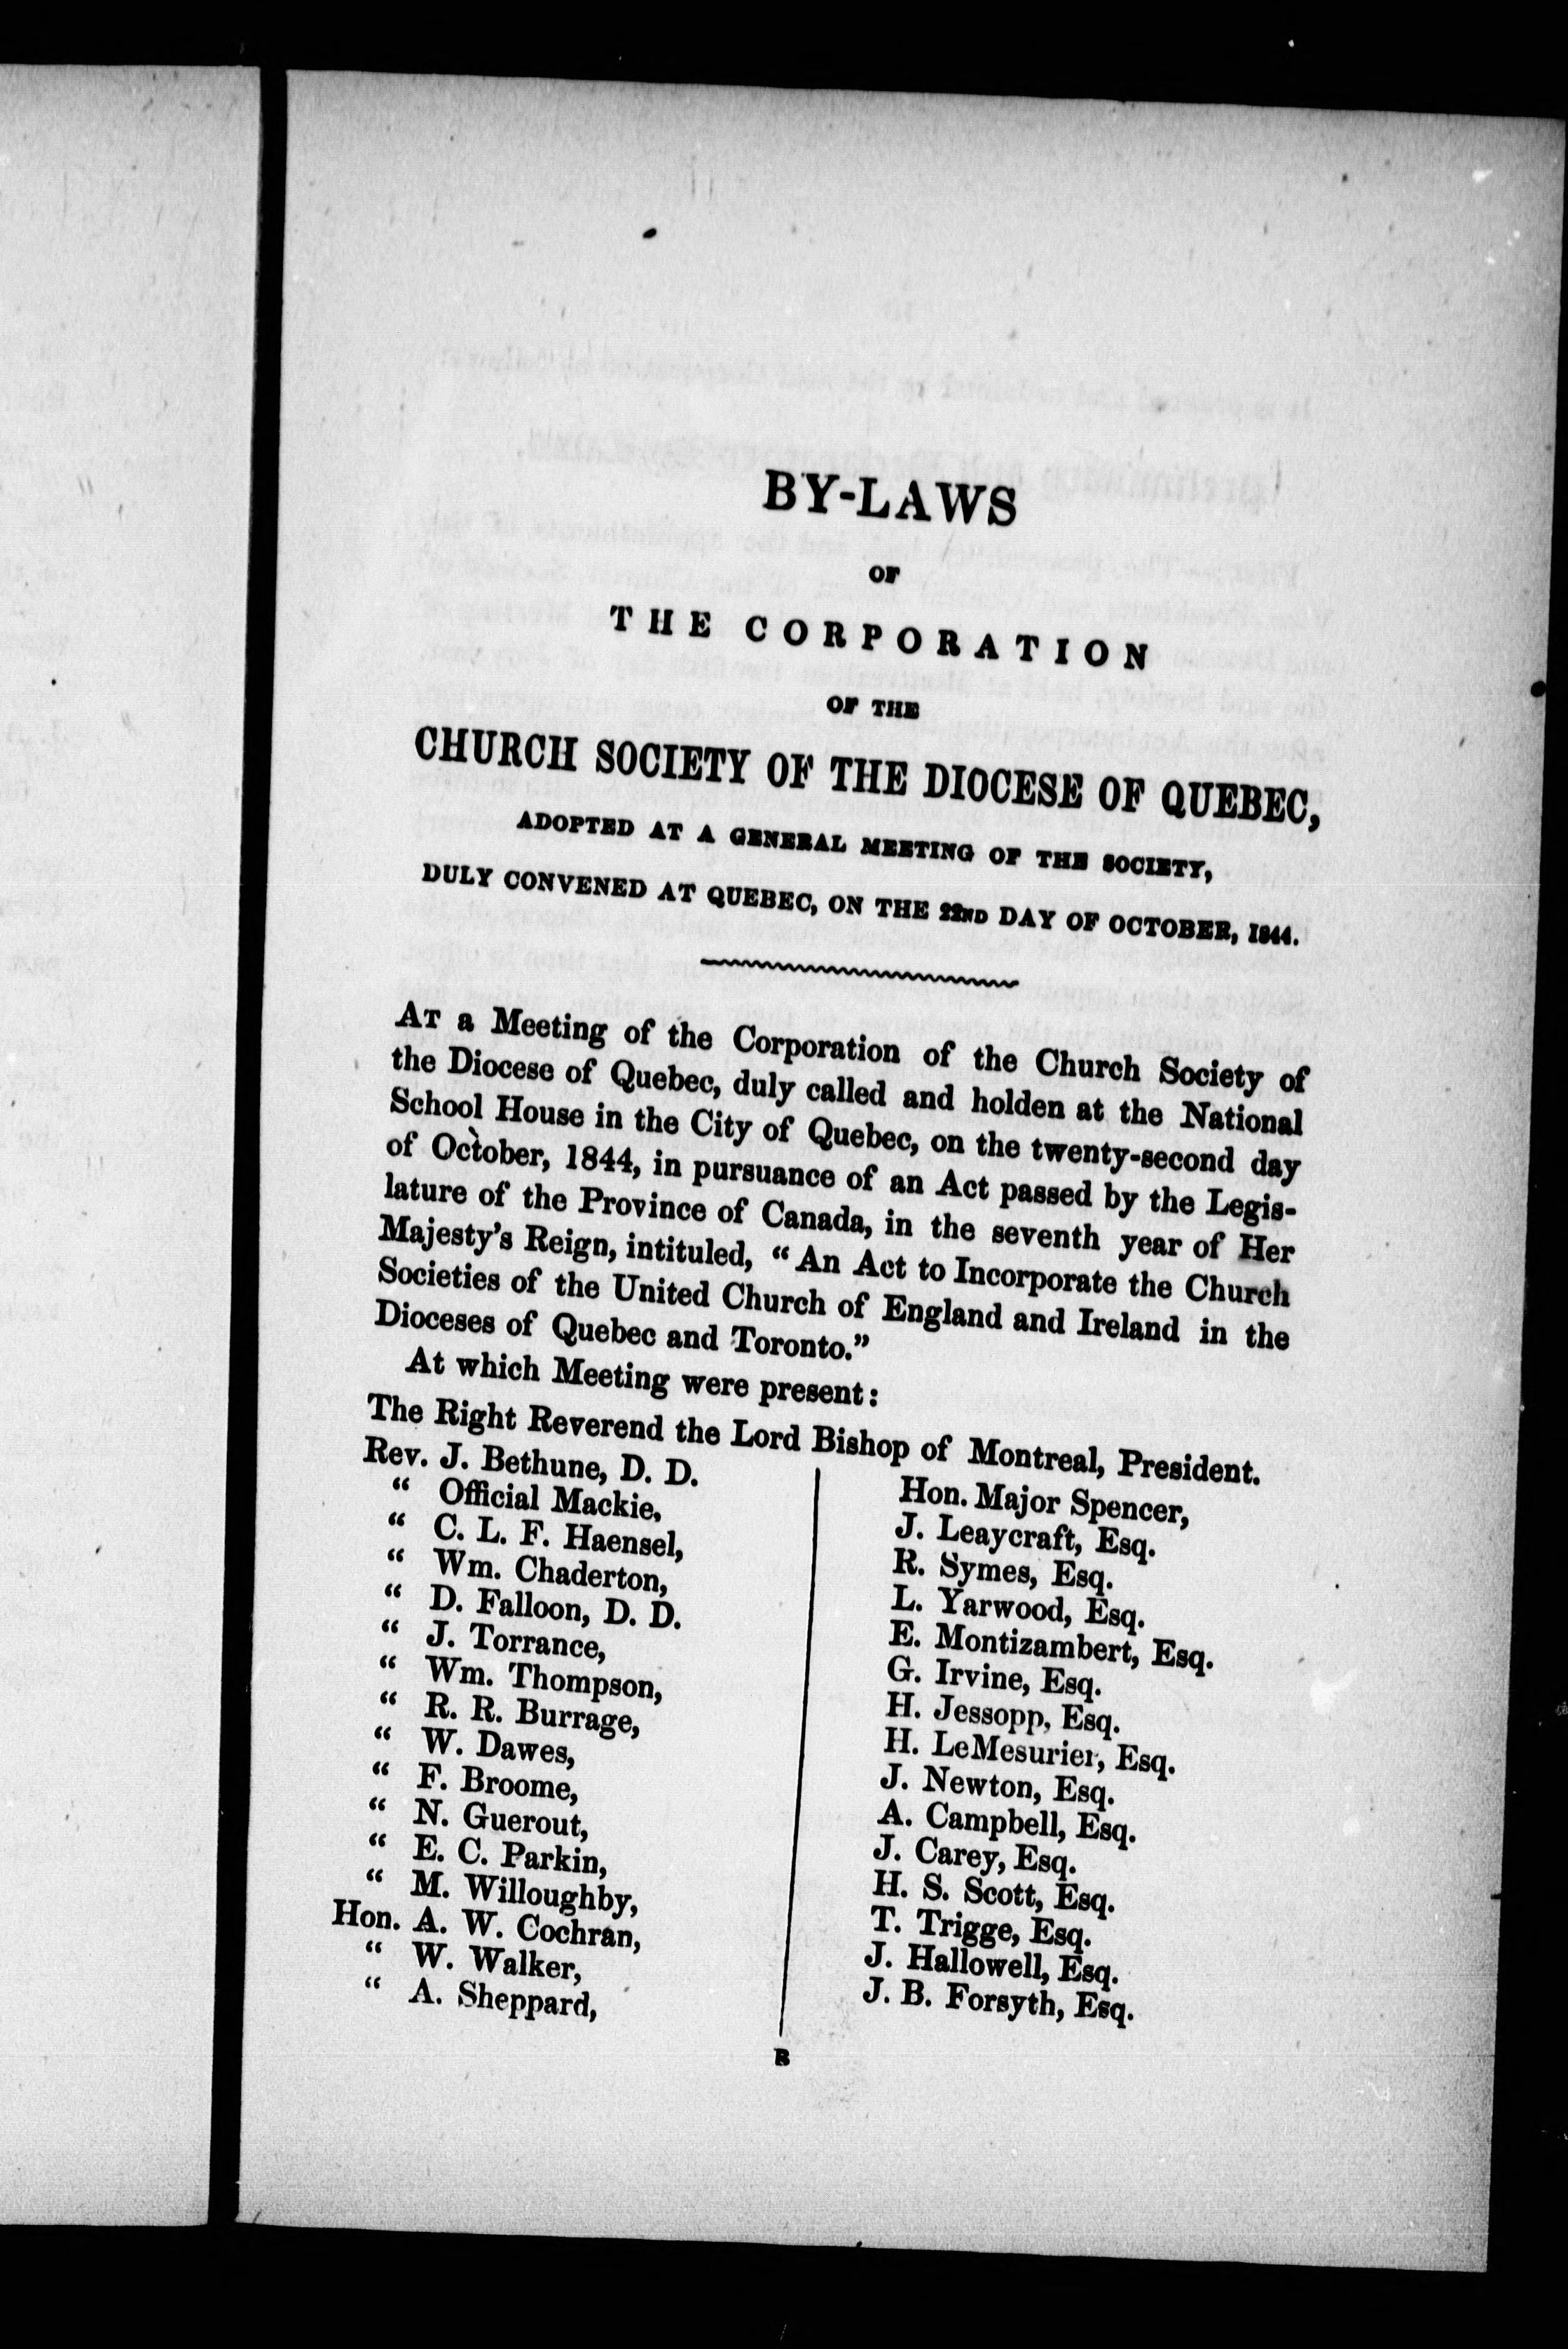 BY-LAWS
OF
THE CORPORATION
OF THE
CHURCH SOCIETY OF THE DIOCESE OF QUEBEC,
ADOPTED AT A GENERAL MEETING OF THE SOCIETY,
DULY CONVENED AT QUEBEC, ON THE 22ND DAY OF OCTOBER, 1844.
AT a Meeting of the Corporation of the Church Society of
the Diocese of Quebec, duly called and holden at the National
School House in the City of Quebec, on the twenty-second day
of October, 1844, in pursuance of an Act passed by the Legis-
lature of the Province of Canada, in the seventh year of Her
Majesty's Reign, intituled, “An Act to Incorporate the Church
Societies of the United Church of England and Ireland in the
Dioceses of Quebec and Toronto.”
At which Meeting were present:
The Right Reverend the Lord Bishop of Montreal, President.
Rev. J. Bethune, D. D.
“ Official Mackie,
“ C. L. F. Haensel,
“ Wm. Chaderton,
“ D. Falloon, D. D.
“ J. Torrance,
“ Wm. Thompson,
“ R. R. Burrage,
“ W. Dawes,
“ F. Broome,
“ N. Guerout,
“ E. C. Parkin,
“ M. Willoughby,
Hon. A. W. Cochran,
“ W. Walker,
“ A. Sheppard,
Hon. Major Spencer,
J. Leaycraft, Esq.
R. Symes, Esq.
L. Yarwood, Esq.
E. Montizambert, Esq.
G. Irvine, Esq.
H. Jessopp, Esq.
H. LeMesurier, Esq.
J. Newton, Esq.
A. Campbell, Esq.
J. Carey, Esq.
H. S. Scott, Esq.
T. Trigge, Esq.
J. Hallowell, Esq.
J. B. Forsyth, Esq.
B